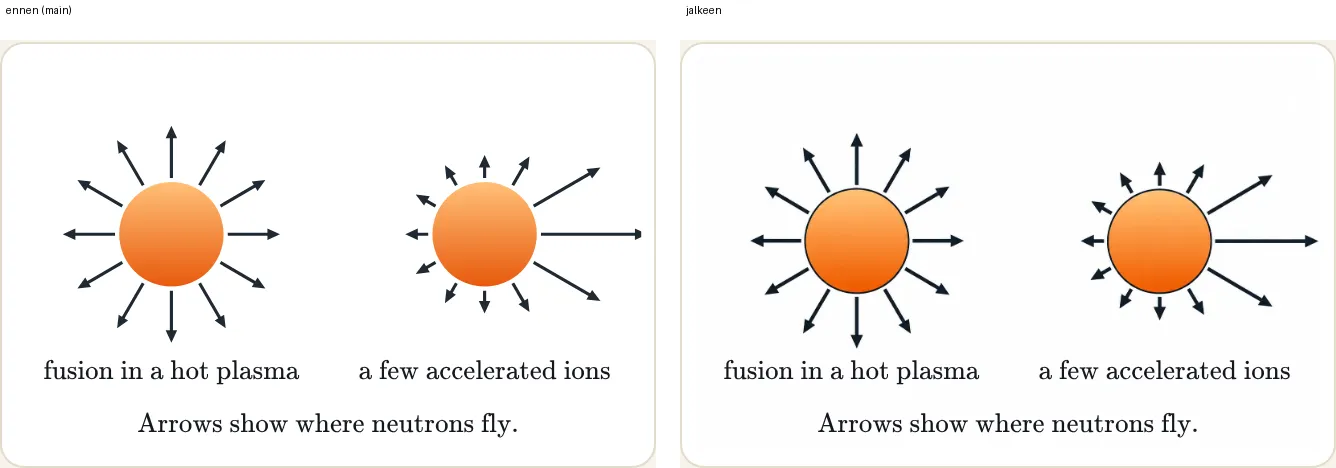 ennen (main)
jalkeen
fusion in a hot plasma
a few accelerated ions
Arrows show where neutrons fly.
fusion in a hot plasma
a few accelerated ions
Arrows show where neutrons fly.